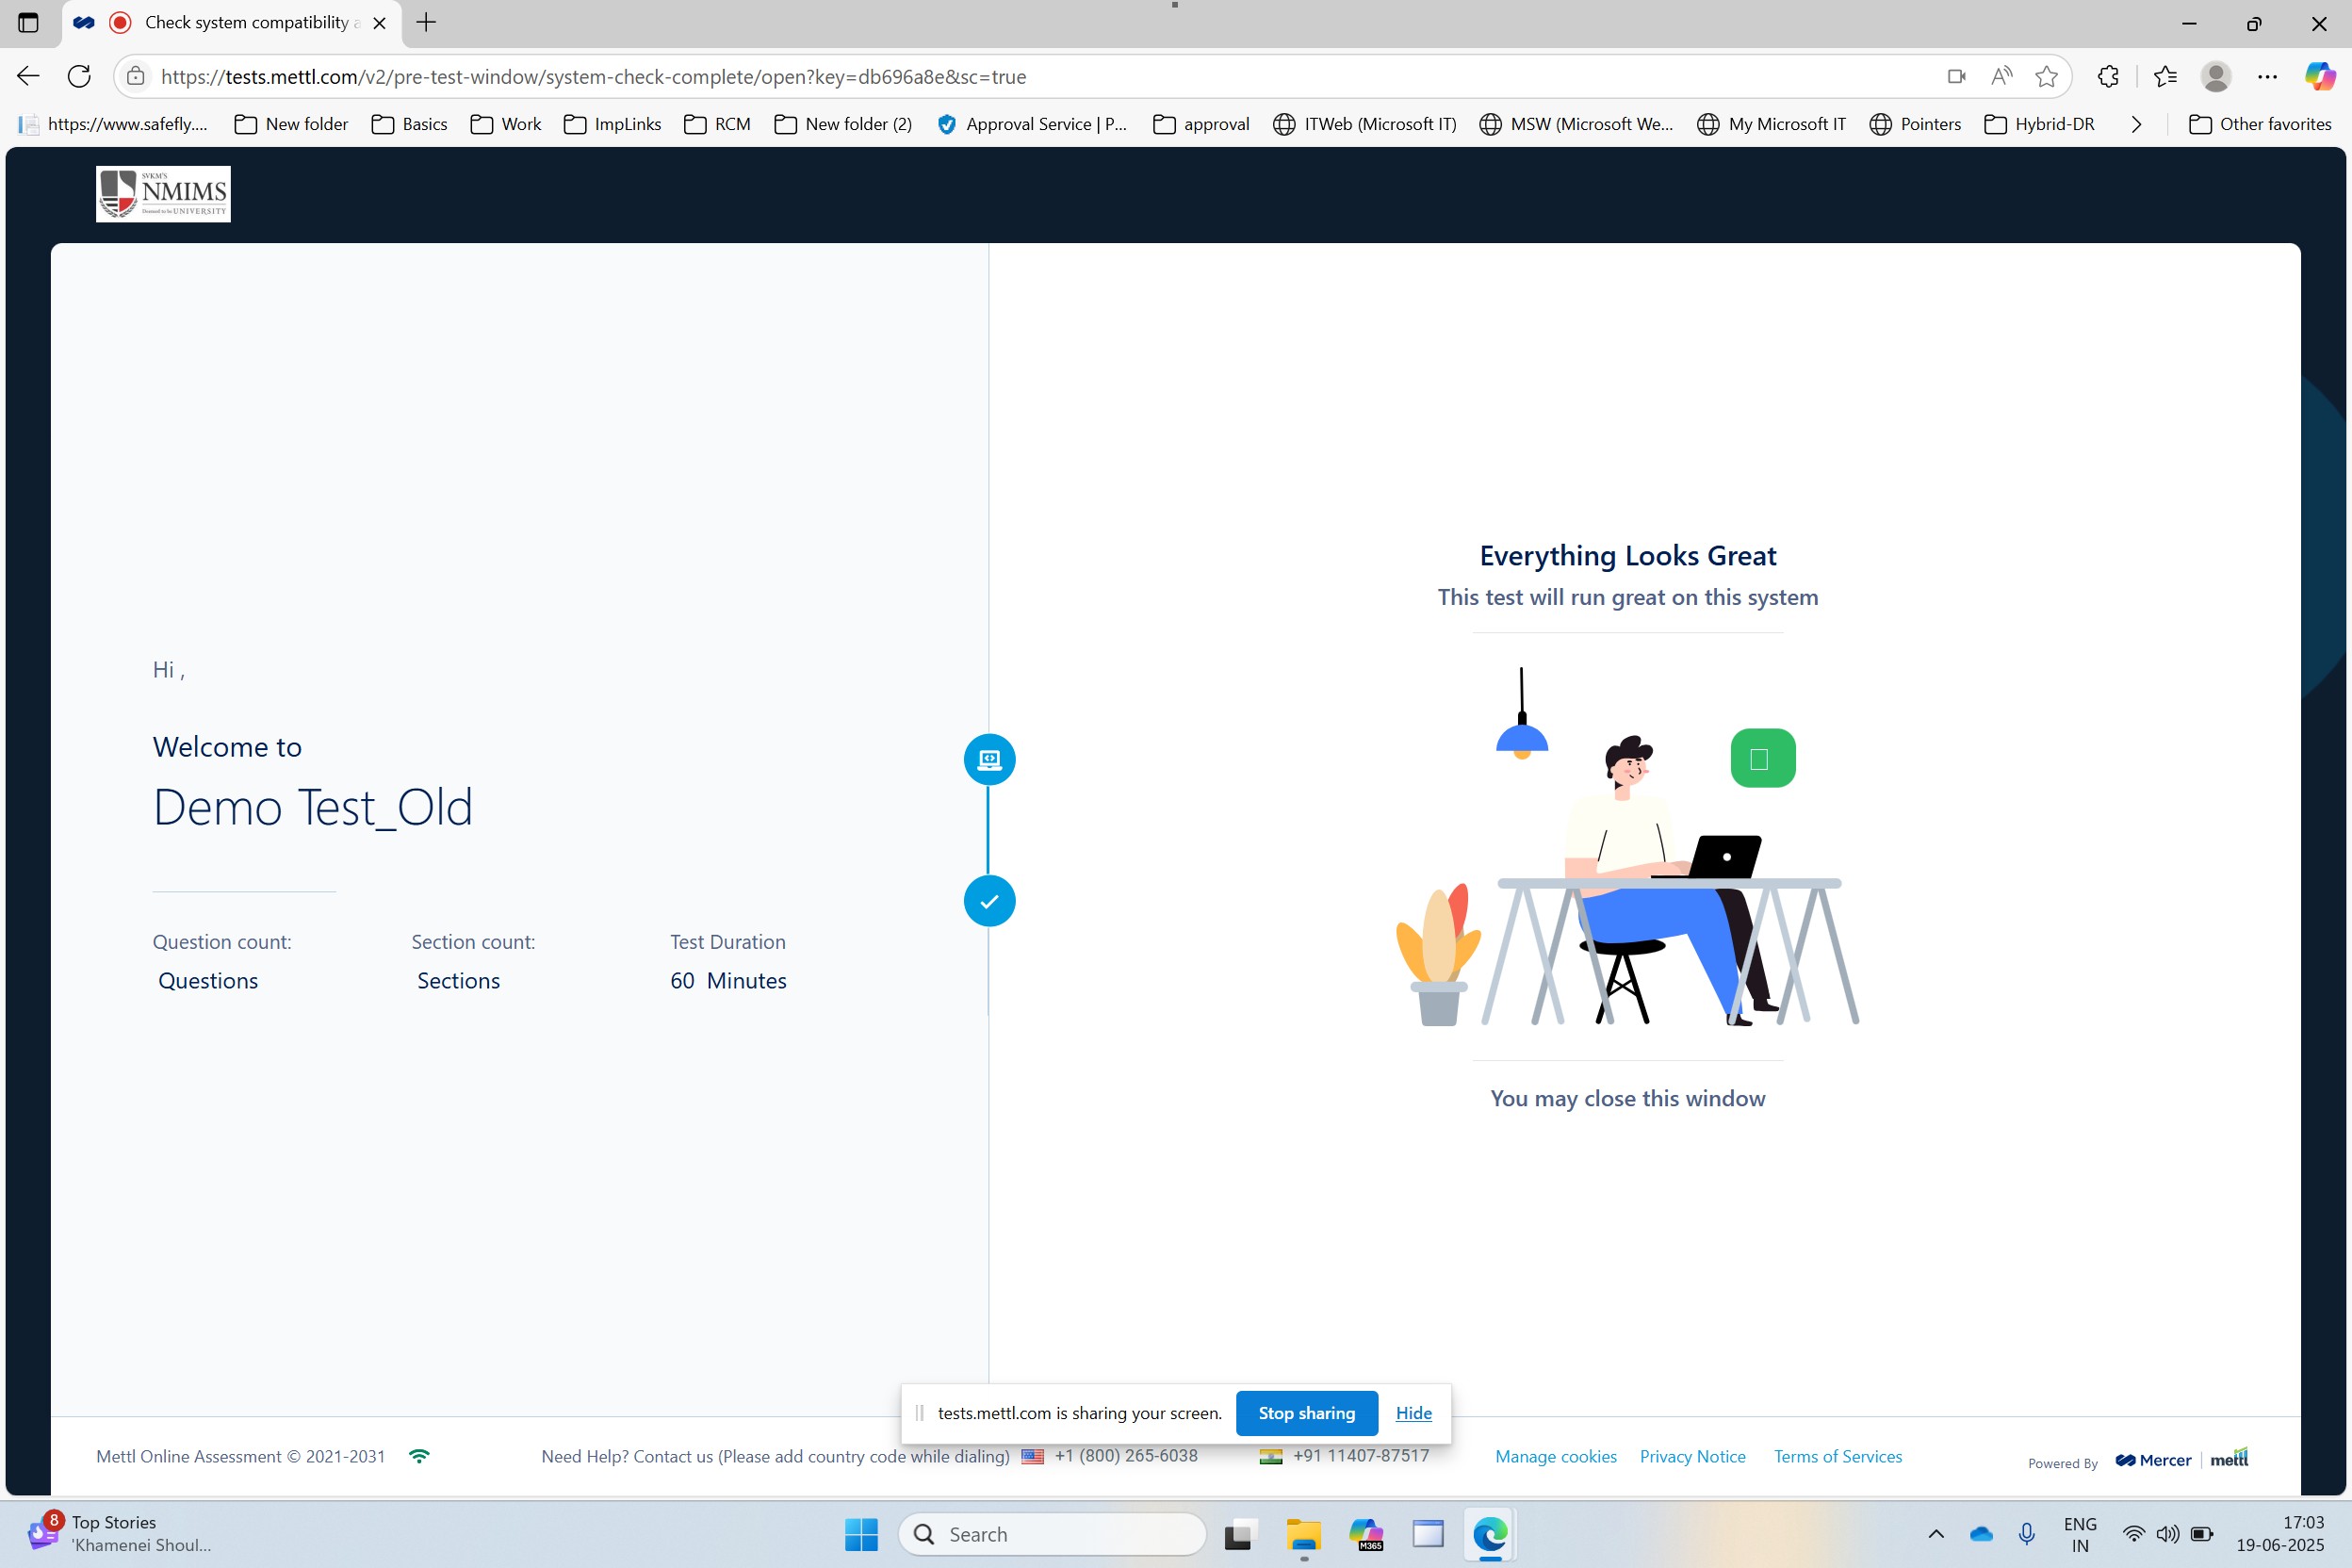 Check system compatibility a
https://tests.mettl.com/v2/pre-test-window/system-check-complete/open?key=db696a8e&sc=true
https://www.safefly.... New folder Basics Work ImpLinks RCM New folder (2) Approval Service | P... approval ITWeb (Microsoft IT) MSW (Microsoft We... My Microsoft IT Pointers Hybrid-DR Other favorites
SVKM'S
NMIMS
Deemed to be UNIVERSITY
Everything Looks Great
This test will run great on this system
Hi ,
Welcome to
Demo Test_Old
Question count: Section count: Test Duration
Questions Sections 60 Minutes
You may close this window
tests.mettl.com is sharing your screen. Stop sharing Hide
Mettl Online Assessment © 2021-2031 Need Help? Contact us (Please add country code while dialing) +1 (800) 265-6038 +91 11407-87517 Manage cookies Privacy Notice Terms of Services Powered By Mercer mettl
8 Top Stories
'Khamenei Shoul...
Search
M365
ENG
IN
17:03
19-06-2025